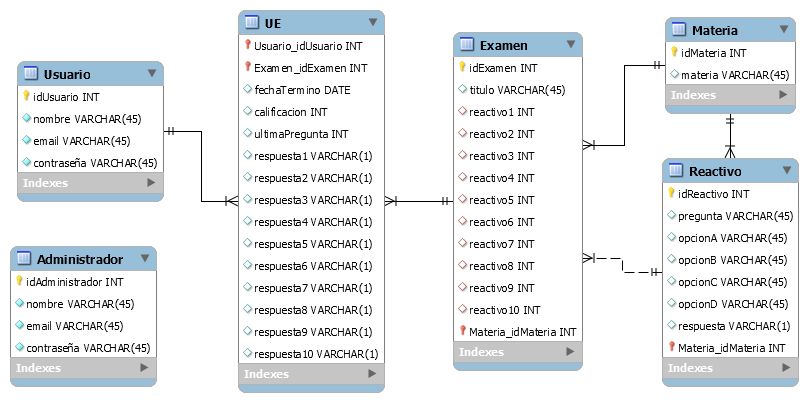 Usuario
idUsuario INT
nombre VARCHAR(45)
email VARCHAR(45)
contraseña VARCHAR(45)
Indexes
Administrador
idAdministrador INT
nombre VARCHAR(45)
email VARCHAR(45)
contraseña VARCHAR(45)
Indexes
UE
Usuario_idUsuario INT
Examen_idExamen INT
fechaTermino DATE
calificacion INT
ultimaPregunta INT
respuesta1 VARCHAR(1)
respuesta2 VARCHAR(1)
respuesta3 VARCHAR(1)
respuesta4 VARCHAR(1)
respuesta5 VARCHAR(1)
respuesta6 VARCHAR(1)
respuesta7 VARCHAR(1)
respuesta8 VARCHAR(1)
respuesta9 VARCHAR(1)
respuesta10 VARCHAR(1)
Indexes
Examen
idExamen INT
titulo VARCHAR(45)
reactivo1 INT
reactivo2 INT
reactivo3 INT
reactivo4 INT
reactivo5 INT
reactivo6 INT
reactivo7 INT
reactivo8 INT
reactivo9 INT
reactivo10 INT
Materia_idMateria INT
Indexes
Materia
idMateria INT
materia VARCHAR(45)
Indexes
Reactivo
idReactivo INT
pregunta VARCHAR(45)
opcionA VARCHAR(45)
opcionB VARCHAR(45)
opcionC VARCHAR(45)
opcionD VARCHAR(45)
respuesta VARCHAR(1)
Materia_idMateria INT
Indexes